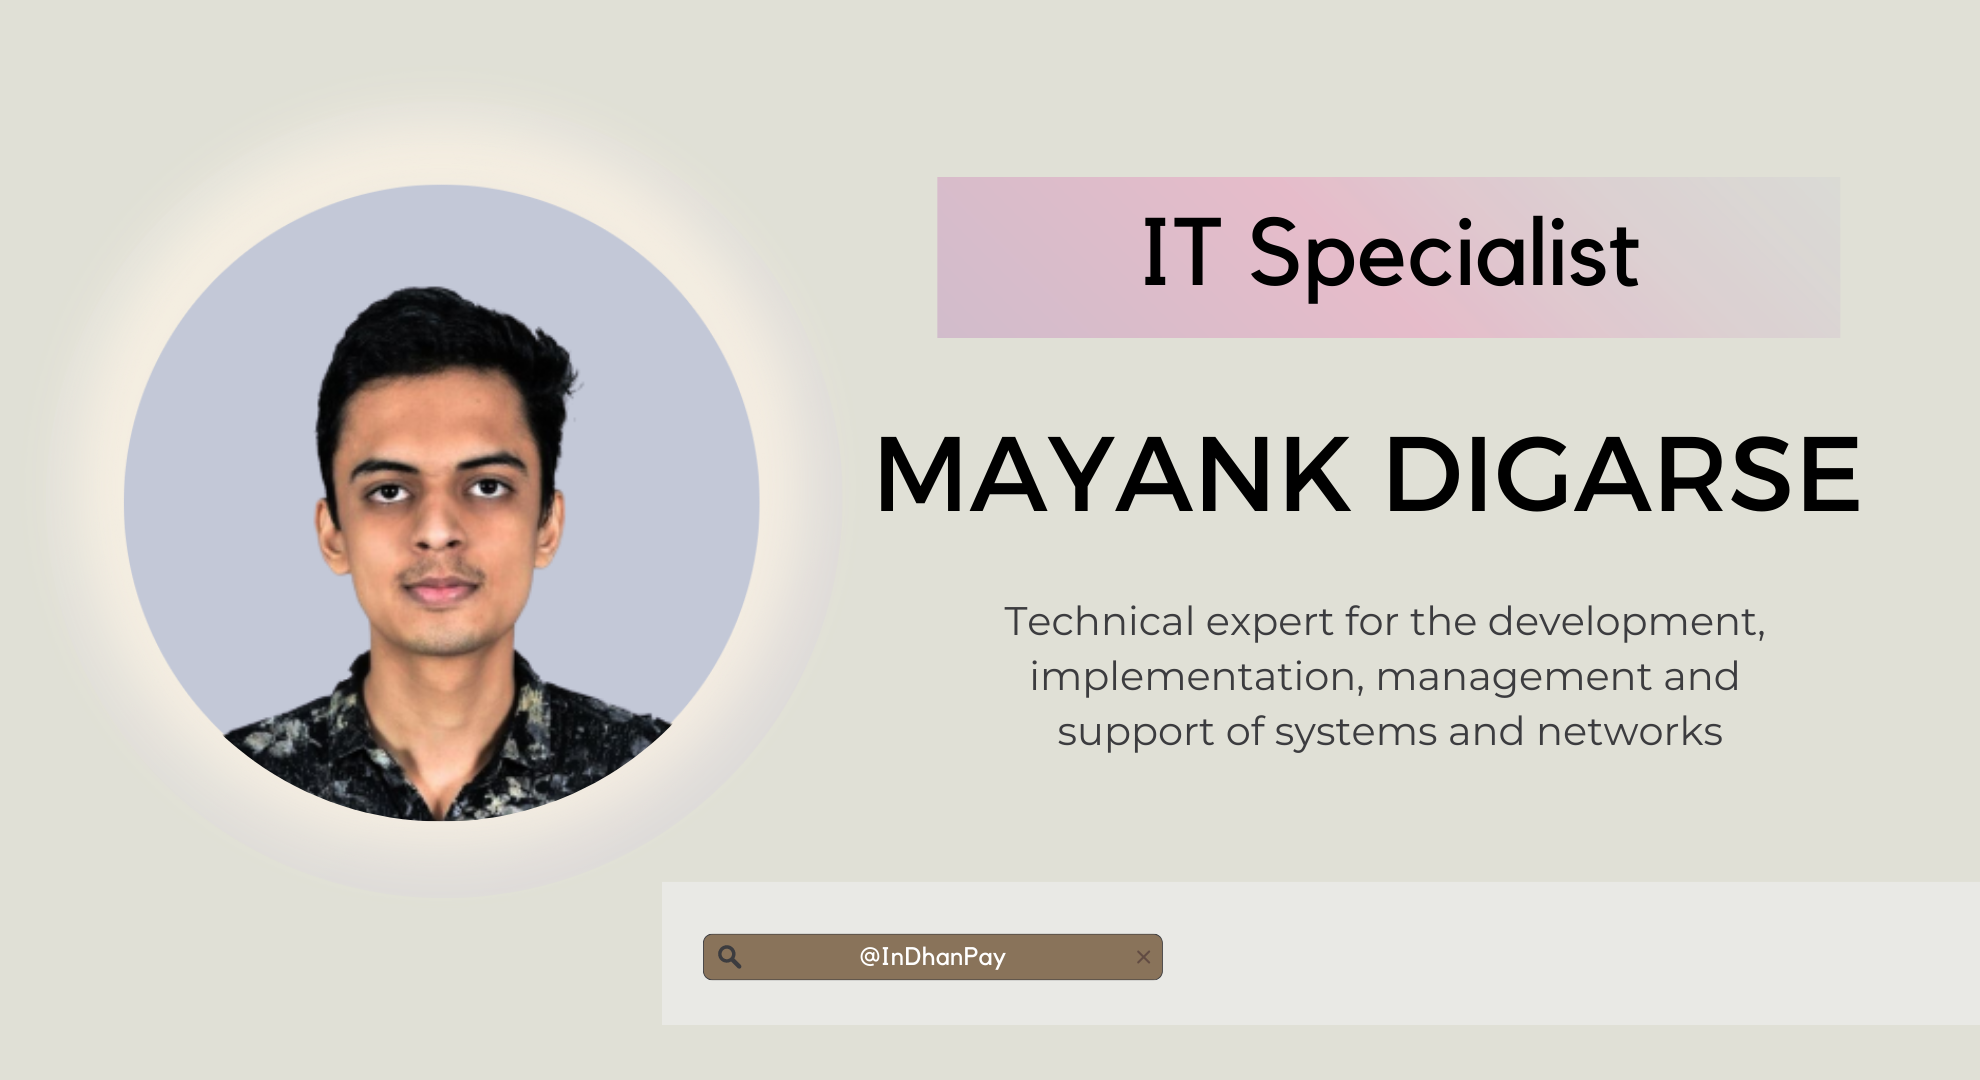 IT Specialist
MAYANK DIGARSE
Technical expert for the development,
implementation, management and
support of systems and networks
@InDhanPay